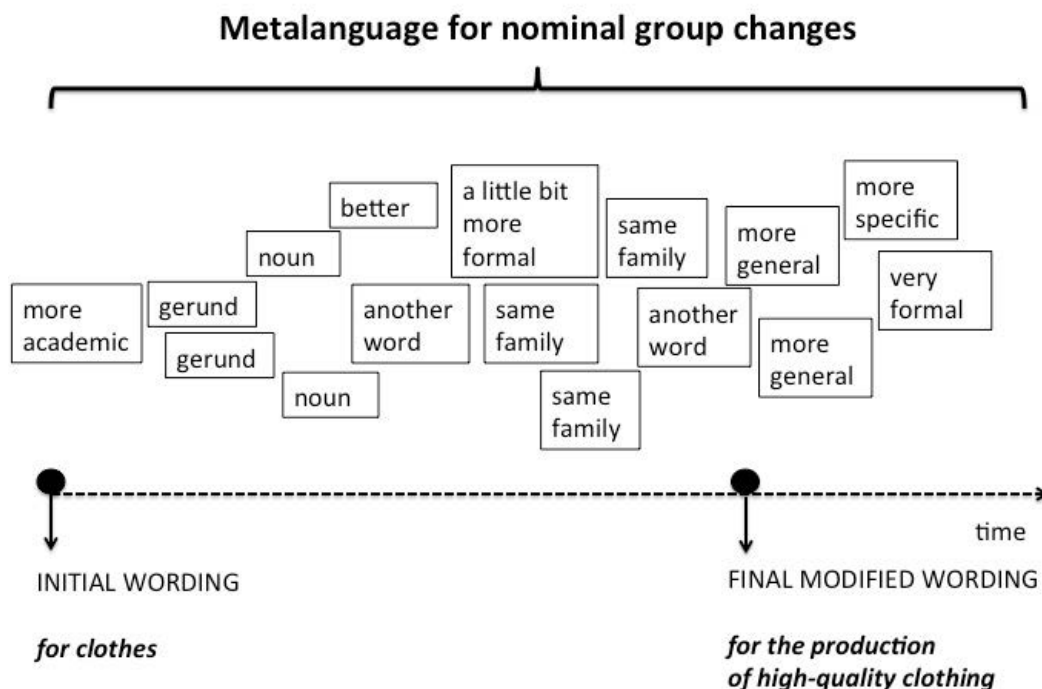 Metalanguage for nominal group changes
more
academic
gerund
gerund
noun
noun
better
another
word
a little bit
more
formal
same
family
same
family
same
family
another
word
more
general
more
general
more
specific
very
formal
time
INITIAL WORDING
for clothes
FINAL MODIFIED WORDING
for the production
of high-quality clothing